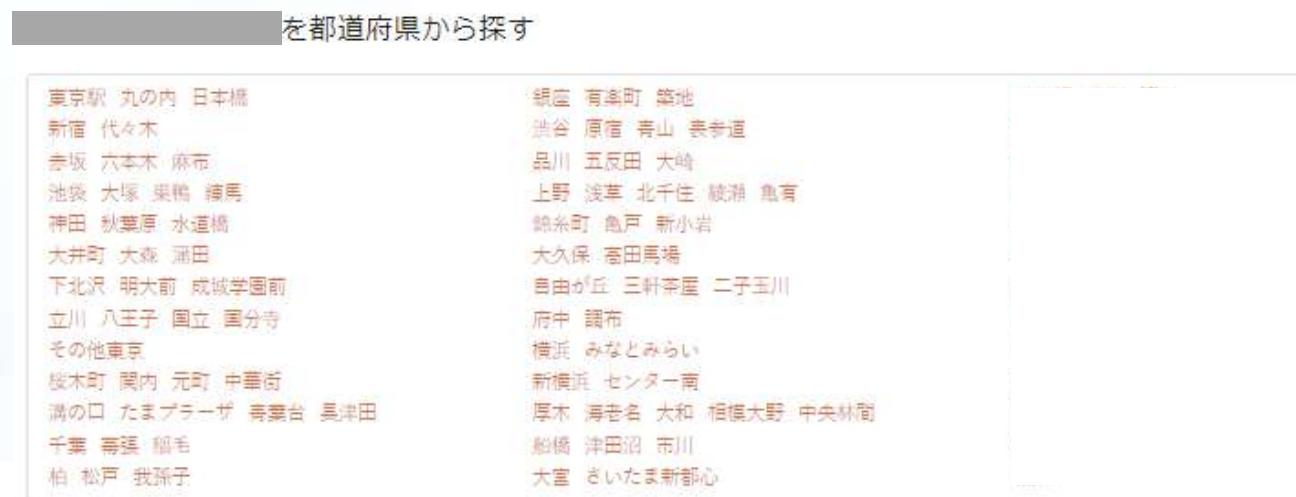 を都道府県から探す
東京駅 丸の内 日本橋
銀座 有楽町 築地
新宿 代々木
渋谷 原宿 青山 表参道
赤坂 六本木 麻布
品川 五反田 大崎
池袋 大塚 巣鴨 練馬
上野 浅草 北千住 綾瀬 亀有
神田 秋葉原 水道橋
錦糸町 亀戸 新小岩
大井町 大森 蒲田
大久保 高田馬場
下北沢 明大前 成城学園前
自由が丘 三軒茶屋 二子玉川
立川 八王子 国立 国分寺
府中 調布
その他東京
横浜 みなとみらい
桜木町 関内 元町 中華街
新横浜 センター南
溝の口 たまプラーザ 青葉台 長津田
厚木 海老名 大和 相模大野 中央林間
千葉 幕張 稲毛
船橋 津田沼 市川
柏 松戸 我孫子
大宮 さいたま新都心